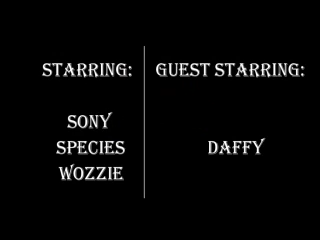 STARRING:
SONY
SPECIES
WOZZIE
GUEST STARRING:
DAFFY